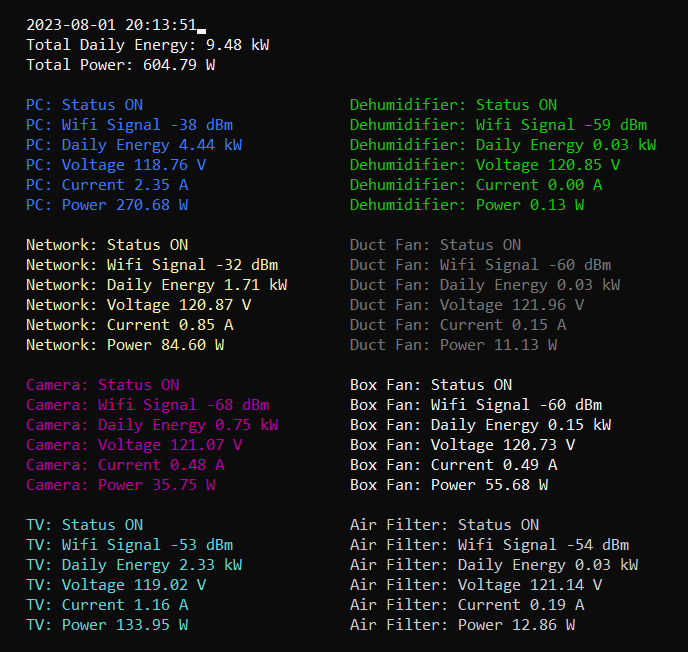 2023-08-01 20:13:51
Total Daily Energy: 9.48 kW
Total Power: 604.79 W
PC: Status ON
PC: Wifi Signal -38 dBm
PC: Daily Energy 4.44 kW
PC: Voltage 118.76 V
PC: Current 2.35 A
PC: Power 270.68 W
Dehumidifier: Status ON
Dehumidifier: Wifi Signal -59 dBm
Dehumidifier: Daily Energy 0.03 kW
Dehumidifier: Voltage 120.85 V
Dehumidifier: Current 0.00 A
Dehumidifier: Power 0.13 W
Network: Status ON
Network: Wifi Signal -32 dBm
Network: Daily Energy 1.71 kW
Network: Voltage 120.87 V
Network: Current 0.85 A
Network: Power 84.60 W
Duct Fan: Status ON
Duct Fan: Wifi Signal -60 dBm
Duct Fan: Daily Energy 0.03 kW
Duct Fan: Voltage 121.96 V
Duct Fan: Current 0.15 A
Duct Fan: Power 11.13 W
Camera: Status ON
Camera: Wifi Signal -68 dBm
Camera: Daily Energy 0.75 kW
Camera: Voltage 121.07 V
Camera: Current 0.48 A
Camera: Power 35.75 W
Box Fan: Status ON
Box Fan: Wifi Signal -60 dBm
Box Fan: Daily Energy 0.15 kW
Box Fan: Voltage 120.73 V
Box Fan: Current 0.49 A
Box Fan: Power 55.68 W
TV: Status ON
TV: Wifi Signal -53 dBm
TV: Daily Energy 2.33 kW
TV: Voltage 119.02 V
TV: Current 1.16 A
TV: Power 133.95 W
Air Filter: Status ON
Air Filter: Wifi Signal -54 dBm
Air Filter: Daily Energy 0.03 kW
Air Filter: Voltage 121.14 V
Air Filter: Current 0.19 A
Air Filter: Power 12.86 W